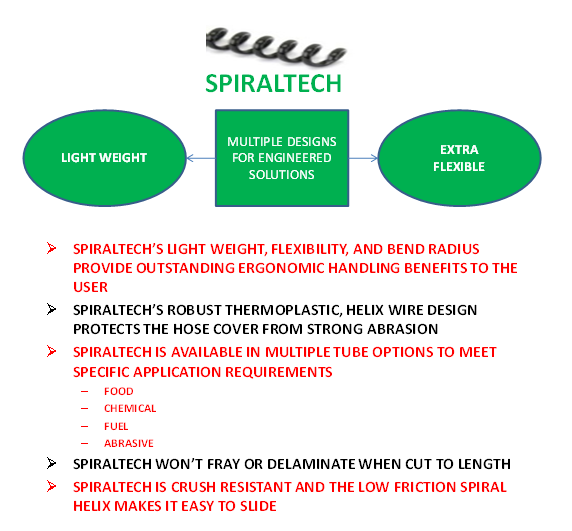 SPIRALTECH
LIGHT WEIGHT
MULTIPLE DESIGNS
FOR ENGINEERED
SOLUTIONS
EXTRA
FLEXIBLE
➢ SPIRALTECH'S LIGHT WEIGHT, FLEXIBILITY, AND BEND RADIUS
PROVIDE OUTSTANDING ERGONOMIC HANDLING BENEFITS TO THE
USER
➢ SPIRALTECH'S ROBUST THERMOPLASTIC, HELIX WIRE DESIGN
PROTECTS THE HOSE COVER FROM STRONG ABRASION
➢ SPIRALTECH IS AVAILABLE IN MULTIPLE TUBE OPTIONS TO MEET
SPECIFIC APPLICATION REQUIREMENTS
– FOOD
– CHEMICAL
– FUEL
– ABRASIVE
➢ SPIRALTECH WON'T FRAY OR DELAMINATE WHEN CUT TO LENGTH
➢ SPIRALTECH IS CRUSH RESISTANT AND THE LOW FRICTION SPIRAL
HELIX MAKES IT EASY TO SLIDE